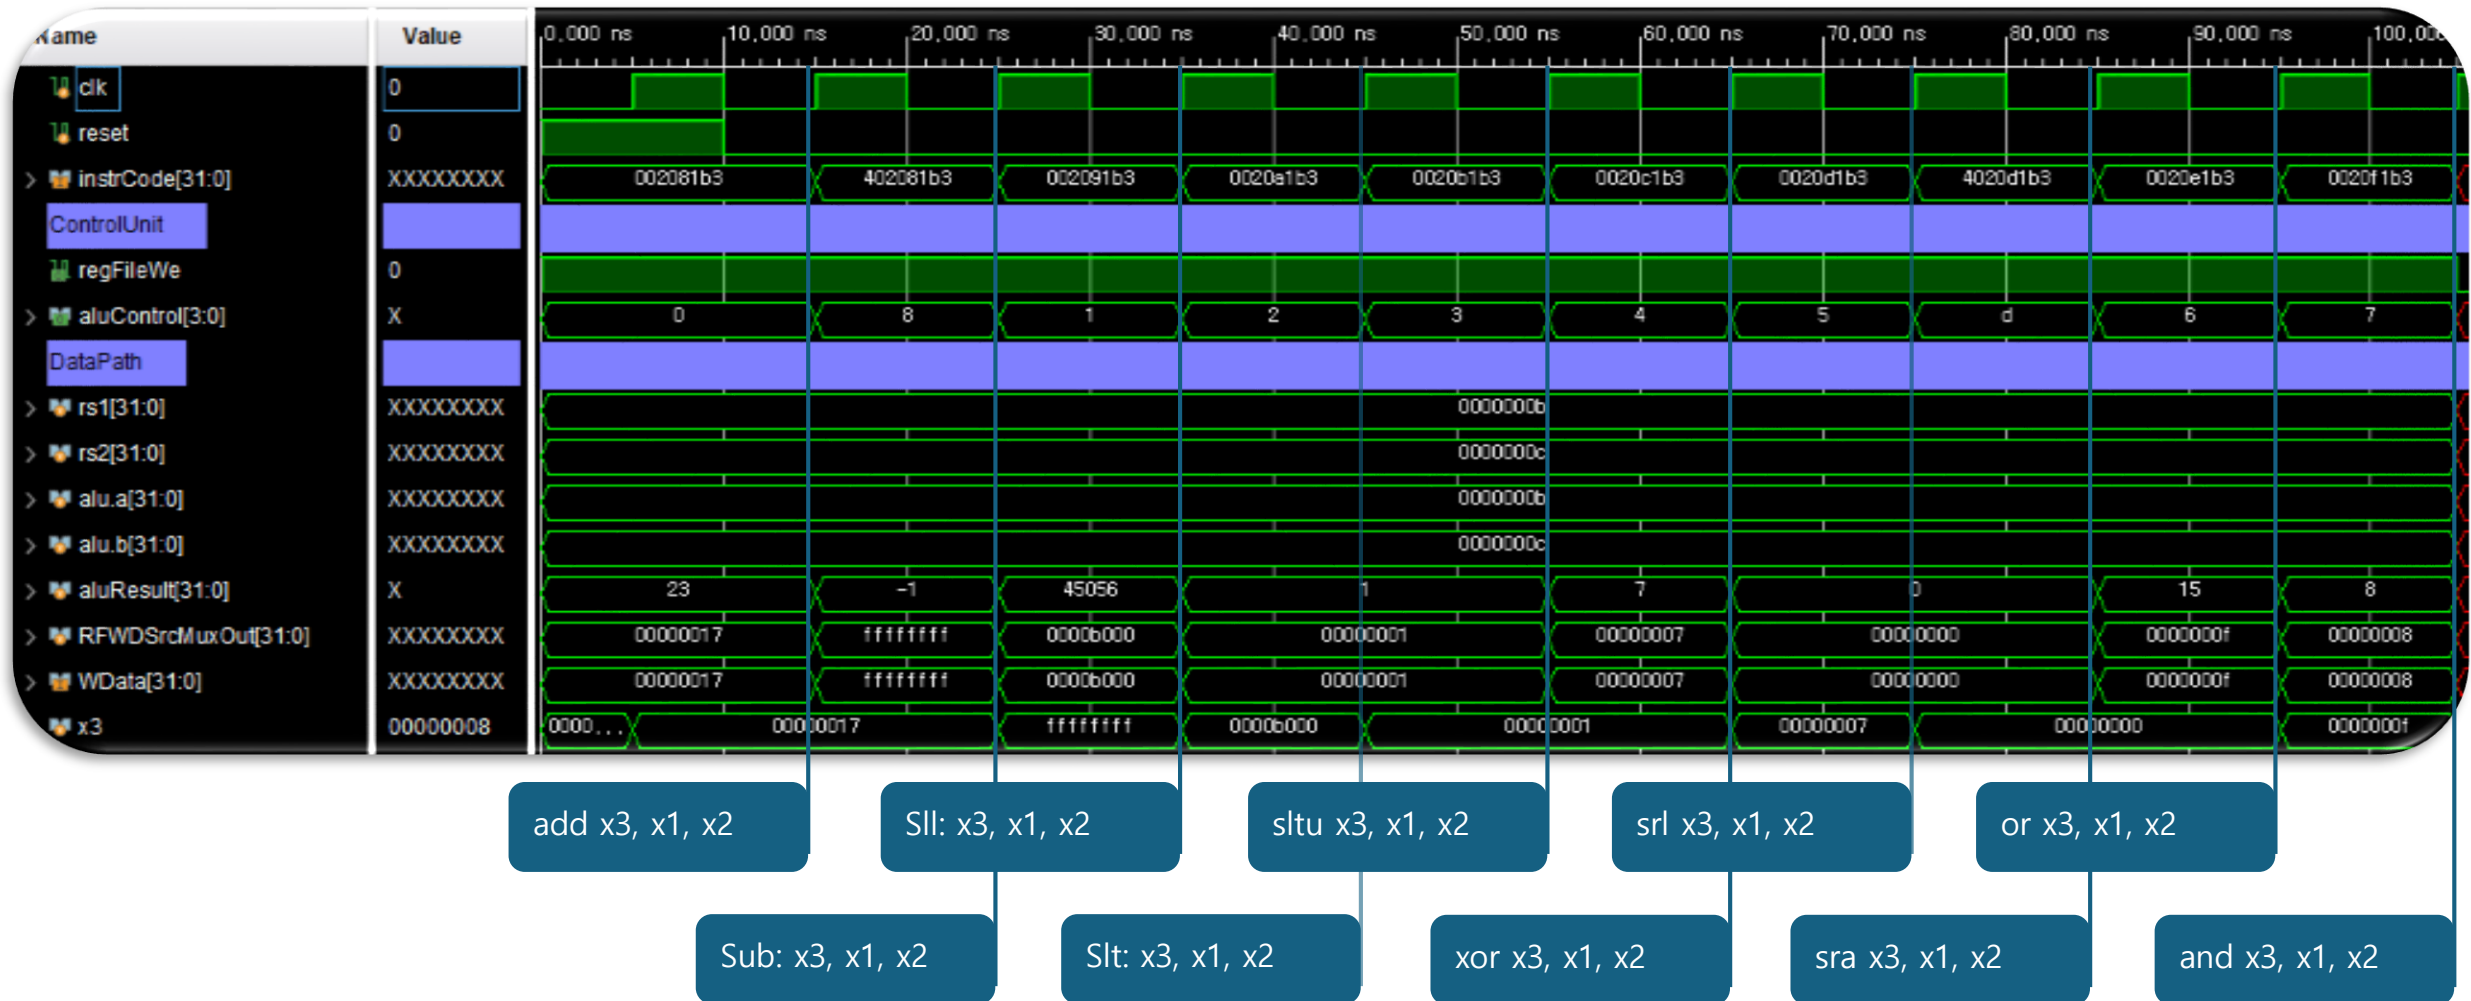 Name Value 0,000 ns 10,000 ns 20,000 ns 30,000 ns 40,000 ns 50,000 ns 60,000 ns 70,000 ns 80,000 ns 90,000 ns
clk 0
reset 0
instrCode[31:0] XXXXXXXX 002081b3 402081b3 002091b3 0020a1b3 0020b1b3 0020c1b3 0020d1b3 4020d1b3 0020e1b3 0020f1b3
ControlUnit
regFileWe 0
aluControl[3:0] X 0 8 1 2 3 4 5 d 6 7
DataPath
rs1[31:0] XXXXXXXX 0000000b
rs2[31:0] XXXXXXXX 0000000c
alu.a[31:0] XXXXXXXX 0000000b
alu.b[31:0] XXXXXXXX 0000000c
aluResult[31:0] X 23 -1 45056 1 7 0 15 8
RFWDSrcMuxOut[31:0] XXXXXXXX 00000017 ffffffff 0000b000 00000001 00000007 00000000 0000000f 00000008
WData[31:0] XXXXXXXX 00000017 ffffffff 0000b000 00000001 00000007 00000000 0000000f 00000008
x3 00000008 0000... 00000017 ffffffff 0000b000 00000001 00000007 00000000 0000000f
add x3, x1, x2
Sll: x3, x1, x2
sltu x3, x1, x2
srl x3, x1, x2
or x3, x1, x2
Sub: x3, x1, x2
Slt: x3, x1, x2
xor x3, x1, x2
sra x3, x1, x2
and x3, x1, x2